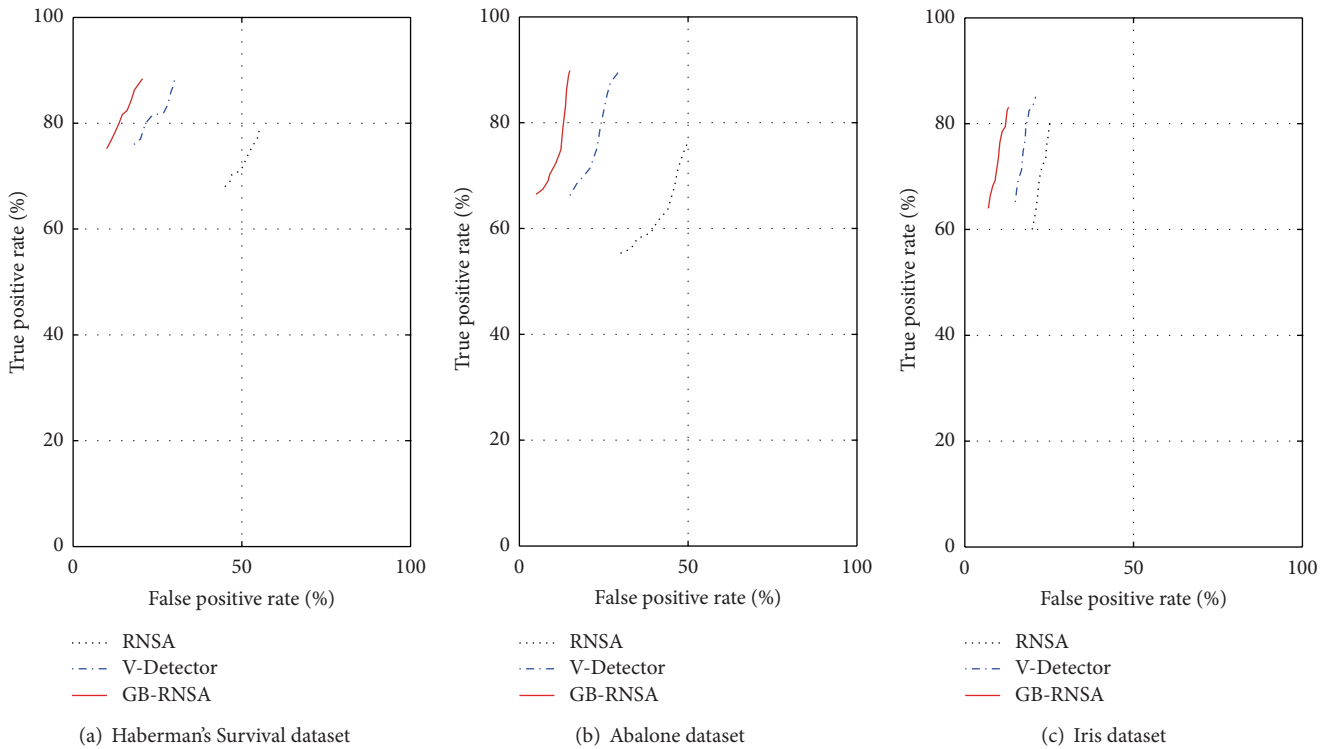 100
80
60
40
20
0
True positive rate (%)
0 50 100
False positive rate (%)
RNSA
V-Detector
GB-RNSA
(a) Haberman's Survival dataset
100
80
60
40
20
0
True positive rate (%)
0 50 100
False positive rate (%)
RNSA
V-Detector
GB-RNSA
(b) Abalone dataset
100
80
60
40
20
0
True positive rate (%)
0 50 100
False positive rate (%)
RNSA
V-Detector
GB-RNSA
(c) Iris dataset